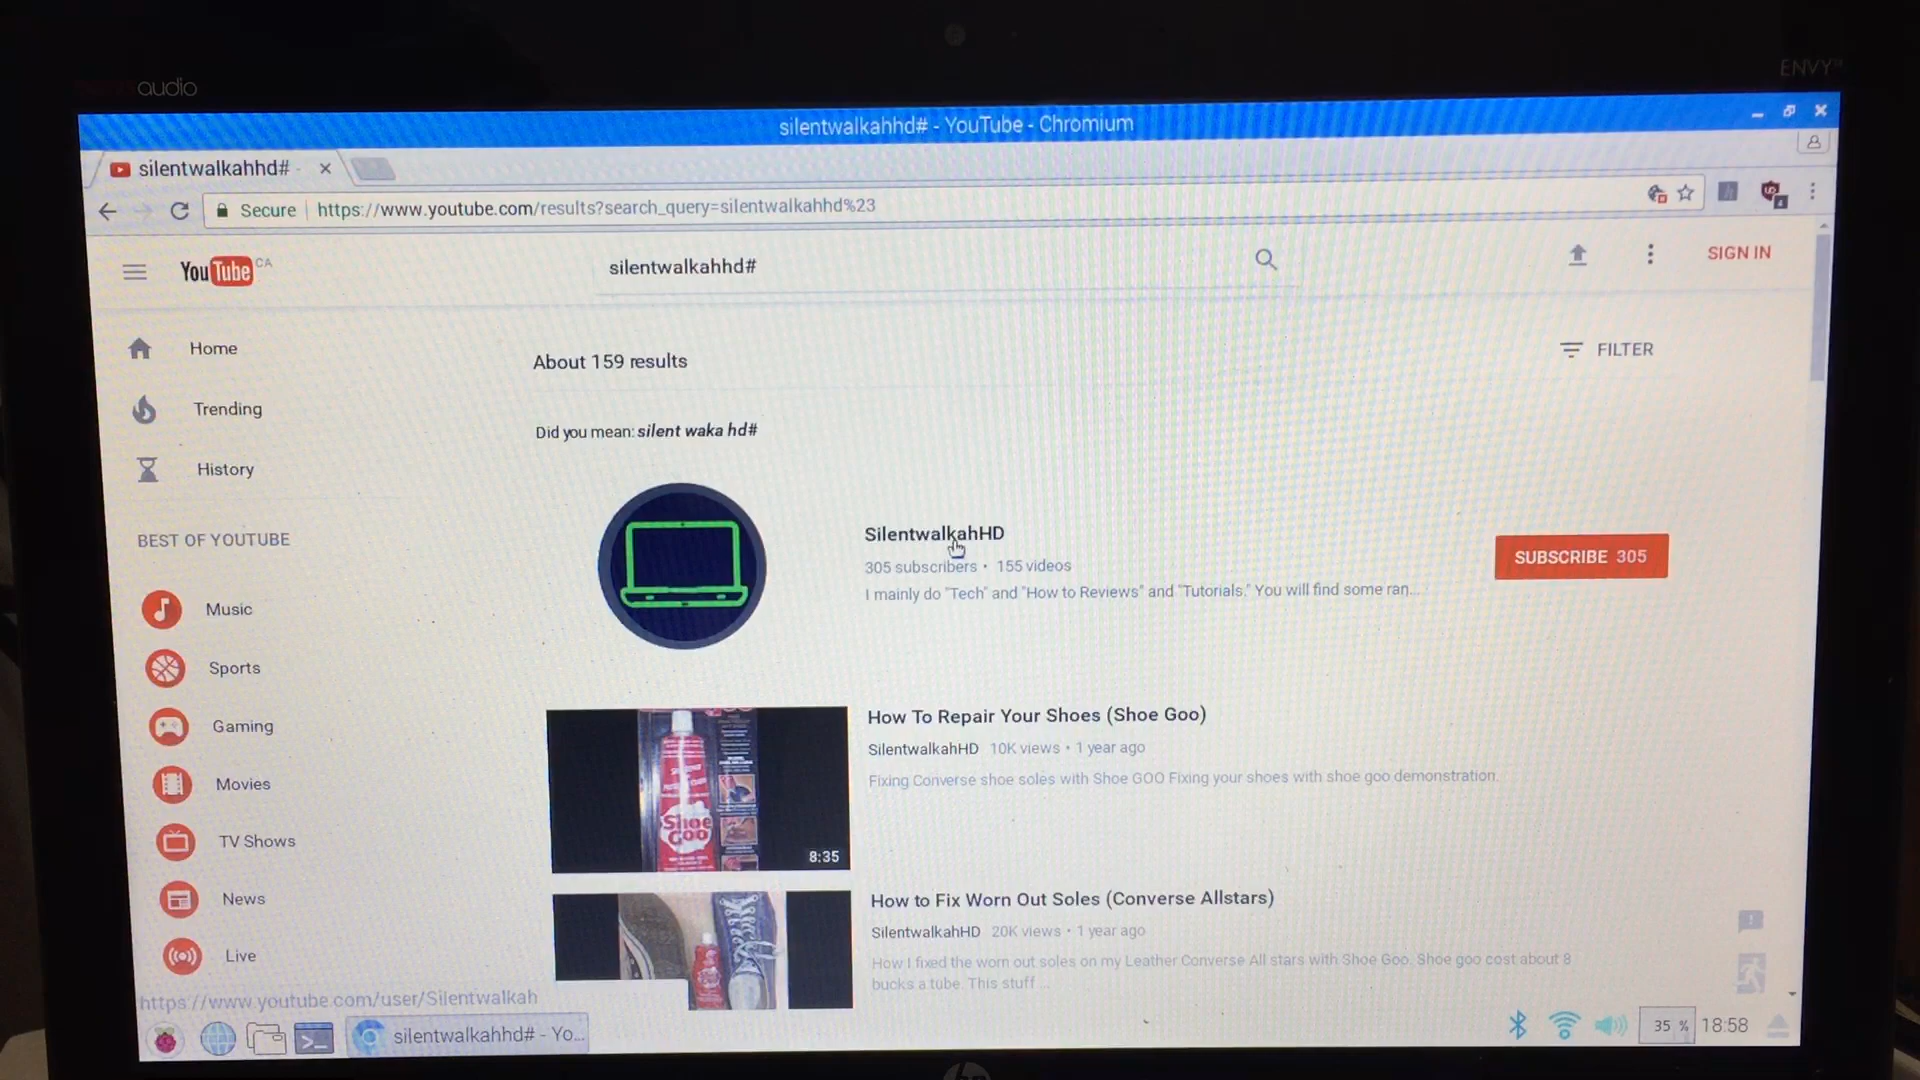 audio
ENVY
silentwalkahhd# - YouTube - Chromium
silentwalkahhd# -
Secure
https://www.youtube.com/results?search_query=silentwalkahhd%23
YouTube CA
silentwalkahhd#
SIGN IN
Home
About 159 results
FILTER
Trending
Did you mean: silent waka hd#
History
BEST OF YOUTUBE
SilentwalkahHD
305 subscribers • 155 videos
SUBSCRIBE 305
I mainly do "Tech" and "How to Reviews" and "Tutorials." You will find some ran...
Music
Sports
Gaming
Movies
TV Shows
News
Live
How To Repair Your Shoes (Shoe Goo)
SilentwalkahHD 10K views • 1 year ago
Fixing Converse shoe soles with Shoe GOO Fixing your shoes with shoe goo demonstration.
Shoe
Goo
8:35
How to Fix Worn Out Soles (Converse Allstars)
SilentwalkahHD 20K views • 1 year ago
How I fixed the worn out soles on my Leather Converse All stars with Shoe Goo. Shoe goo cost about 8
bucks a tube. This stuff ...
https://www.youtube.com/user/Silentwalkah
silentwalkahhd# - Yo...
35 %
18:58
hp